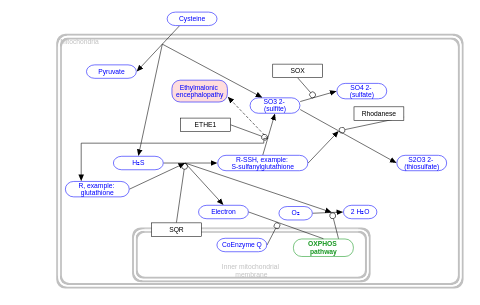 Cysteine
Mitochondria
Pyruvate
SOX
Ethylmalonic
encephalopathy
SO4 2-
(sulfate)
SO3 2-
(sulfite)
Rhodanese
ETHE1
H₂S
R-SSH, example:
S-sulfanylglutathione
S2O3 2-
(thiosulfate)
R, example:
glutathione
Electron
O₂
2 H₂O
SQR
CoEnzyme Q
OXPHOS
pathway
Inner mitochondrial
membrane